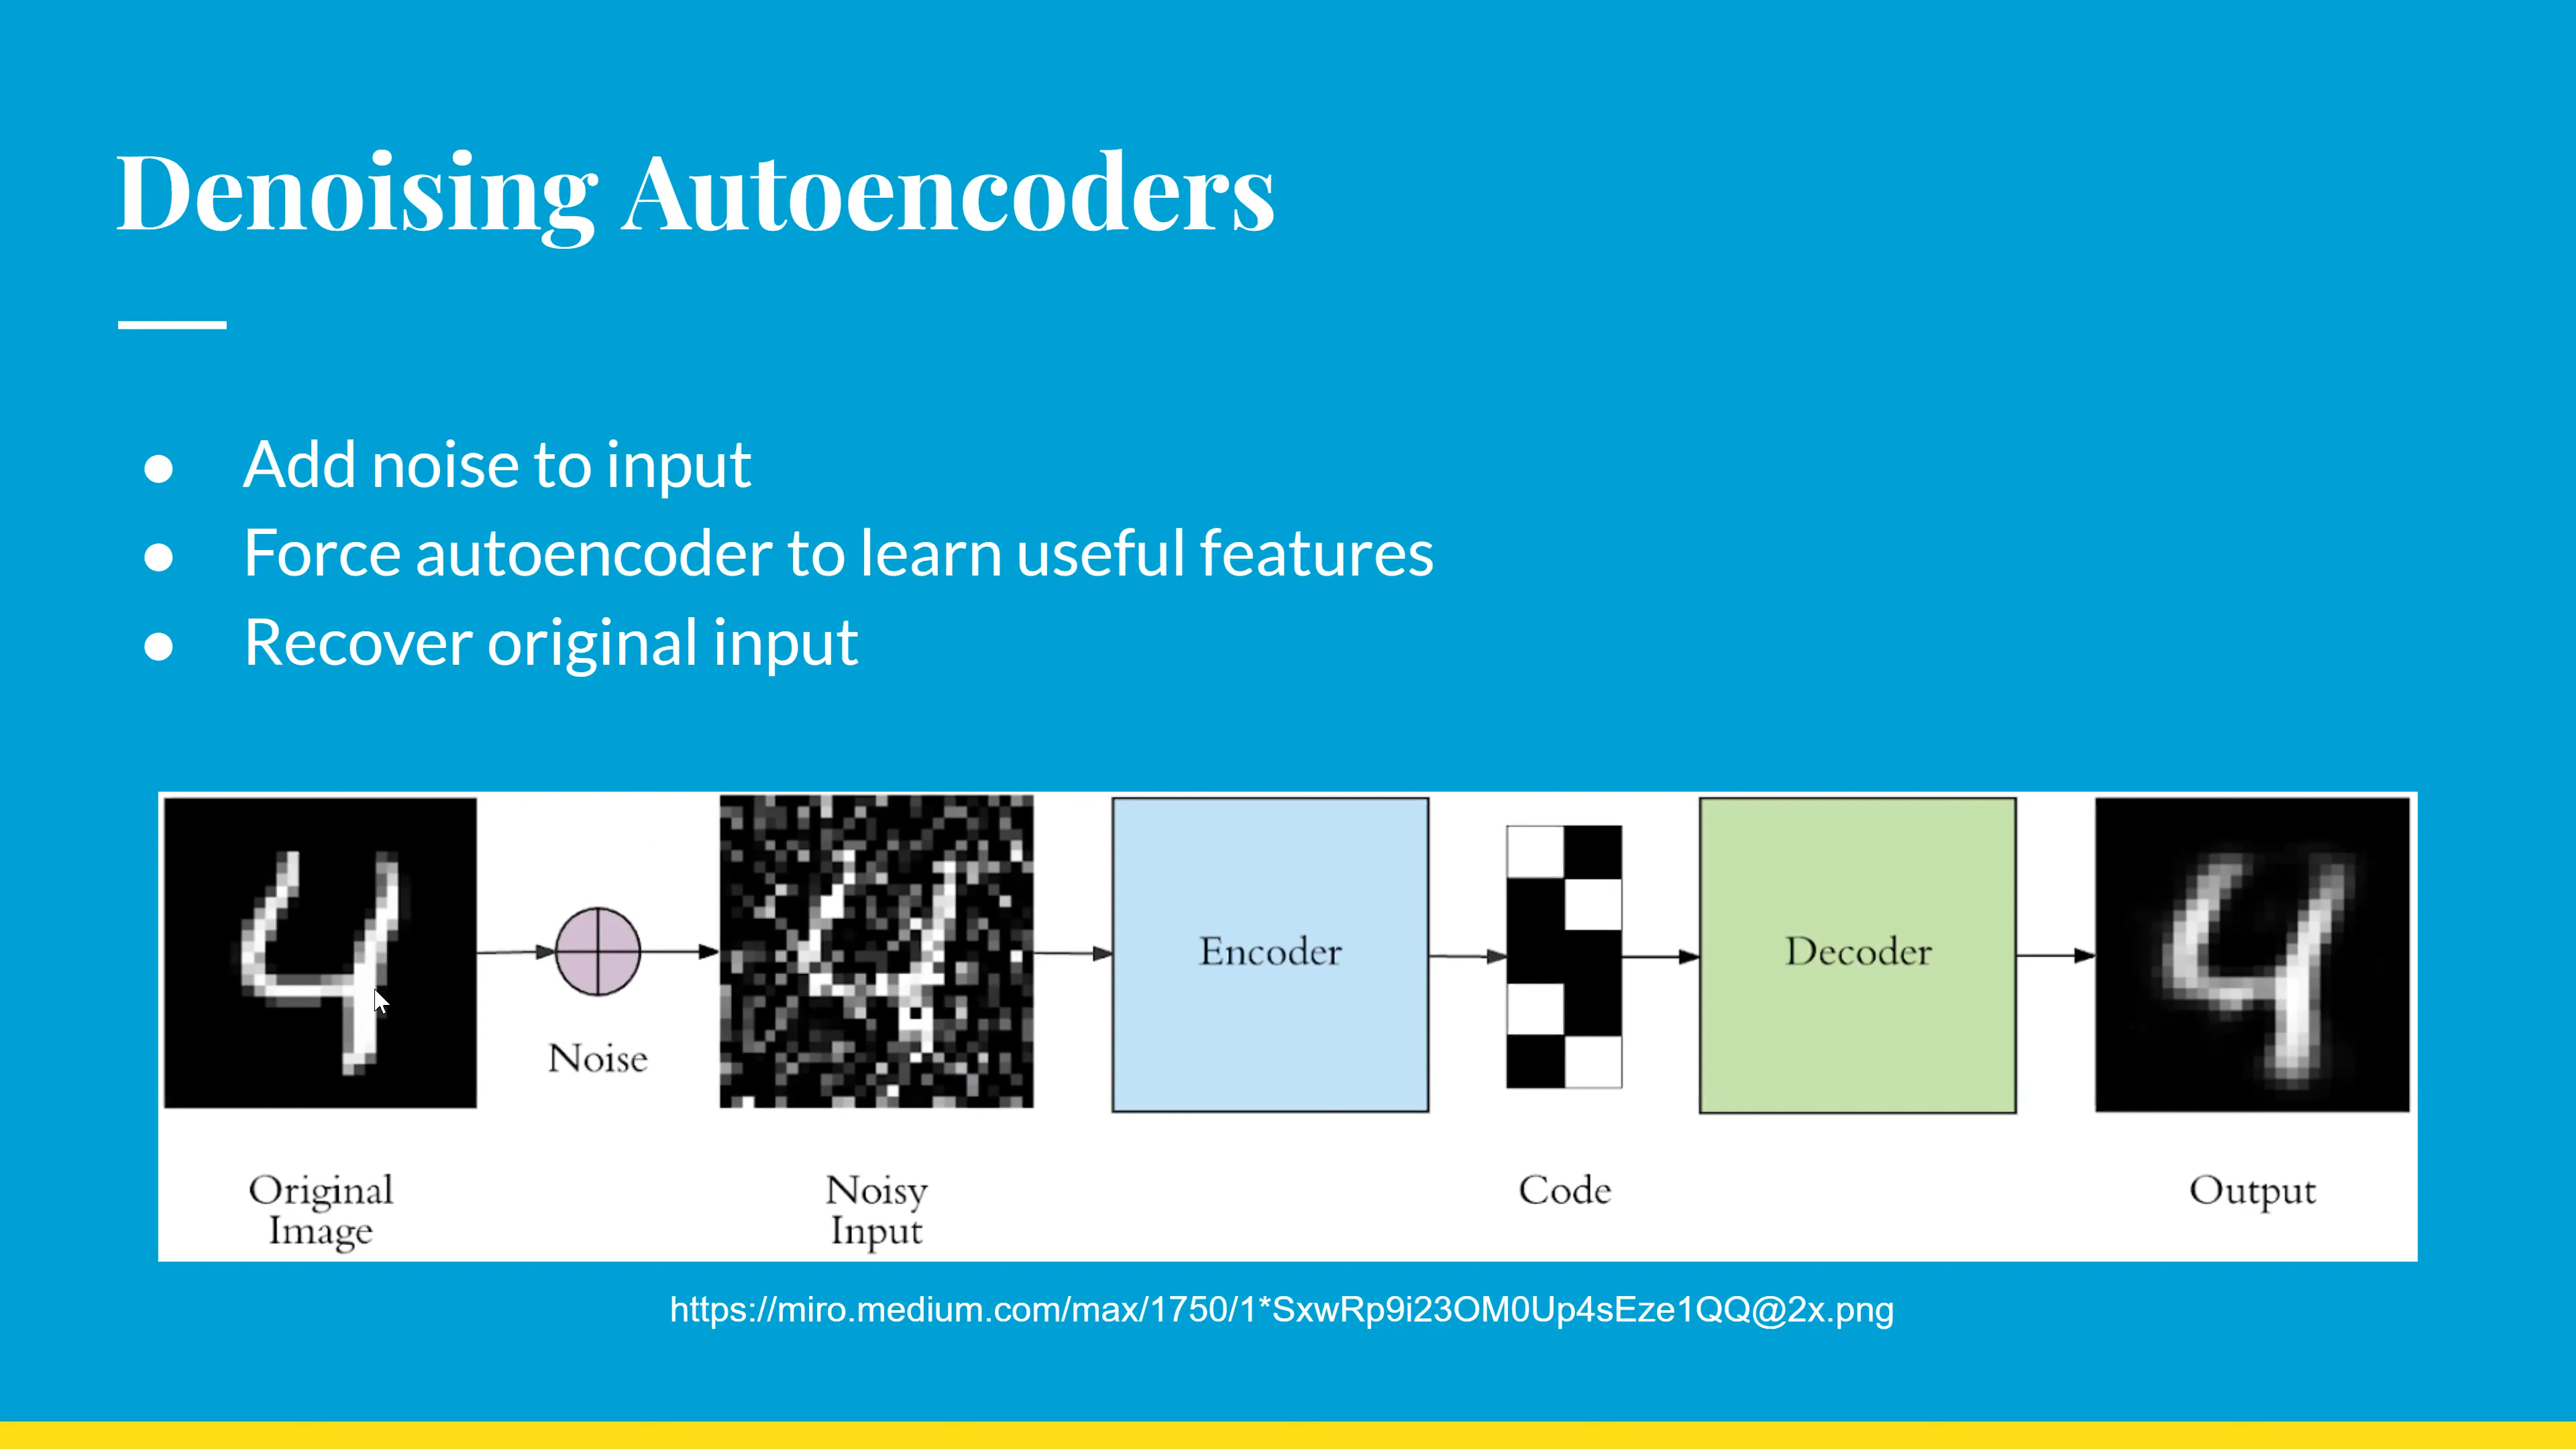 Denoising Autoencoders
● Add noise to input
● Force autoencoder to learn useful features
● Recover original input
Noise
Encoder
Decoder
Original
Image
Noisy
Input
Code
Output
https://miro.medium.com/max/1750/1*SxwRp9i23OM0Up4sEze1QQ@2x.png